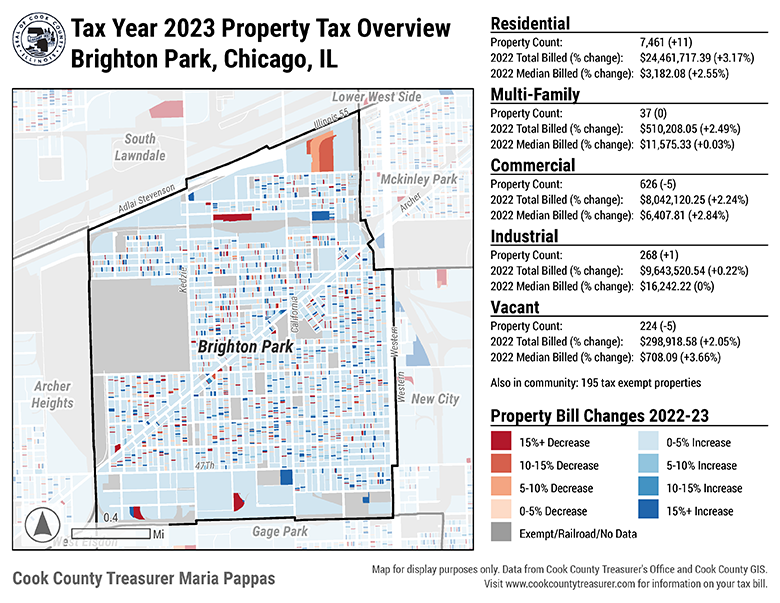 Tax Year 2023 Property Tax Overview
Brighton Park, Chicago, IL
Lower West Side
Illinois 55
South
Lawndale
Mckinley Park
Adlai Stevenson
Archer
Kedzie
California
Western
Brighton Park
Archer
Heights
Western
New City
47Th
0.4
Mi
Gage Park
West Elsdon
Cook County Treasurer Maria Pappas
Residential
Property Count: 7,461 (+11)
2022 Total Billed (% change): $24,461,717.39 (+3.17%)
2022 Median Billed (% change): $3,182.08 (+2.55%)
Multi-Family
Property Count: 37 (0)
2022 Total Billed (% change): $510,208.05 (+2.49%)
2022 Median Billed (% change): $11,575.33 (+0.03%)
Commercial
Property Count: 626 (-5)
2022 Total Billed (% change): $8,042,120.25 (+2.24%)
2022 Median Billed (% change): $6,407.81 (+2.84%)
Industrial
Property Count: 268 (+1)
2022 Total Billed (% change): $9,643,520.54 (+0.22%)
2022 Median Billed (% change): $16,242.22 (0%)
Vacant
Property Count: 224 (-5)
2022 Total Billed (% change): $298,918.58 (+2.05%)
2022 Median Billed (% change): $708.09 (+3.66%)
Also in community: 195 tax exempt properties
Property Bill Changes 2022-23
15%+ Decrease
0-5% Increase
10-15% Decrease
5-10% Increase
5-10% Decrease
10-15% Increase
0-5% Decrease
15%+ Increase
Exempt/Railroad/No Data
Map for display purposes only. Data from Cook County Treasurer's Office and Cook County GIS.
Visit www.cookcountytreasurer.com for information on your tax bill.